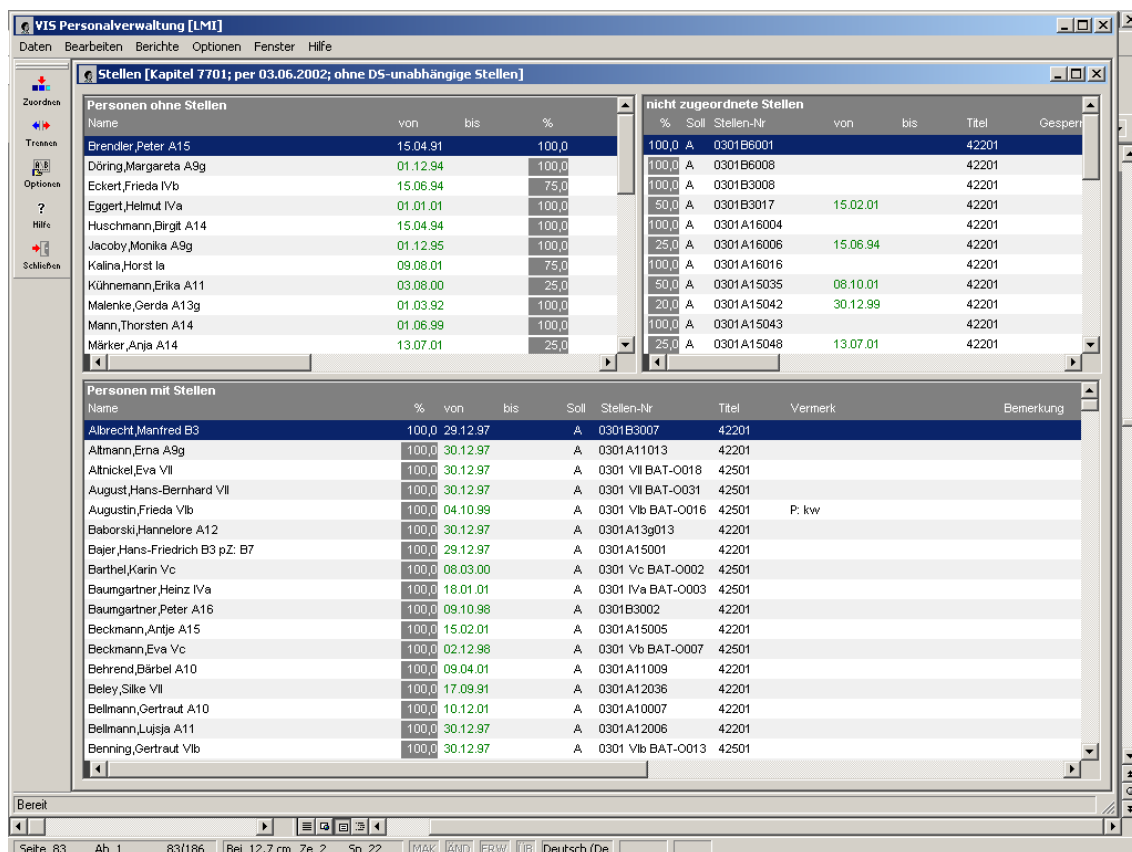 VIS Personalverwaltung [LMI]
Daten Bearbeiten Berichte Optionen Fenster Hilfe
Zuordnen
Trennen
Optionen
?
Hilfe
Schließen
Stellen [Kapitel 7701; per 03.06.2002; ohne DS-unabhängige Stellen]
Personen ohne Stellen
Name von bis %
Brendler,Peter A15 15.04.91 100,0
Döring,Margareta A9g 01.12.94 100,0
Eckert,Frieda IVb 15.06.94 75,0
Eggert,Helmut IVa 01.01.01 100,0
Huschmann,Birgit A14 15.04.94 100,0
Jacoby,Monika A9g 01.12.95 100,0
Kalina,Horst Ia 09.08.01 75,0
Kühnemann,Erika A11 03.08.00 25,0
Malenke,Gerda A13g 01.03.92 100,0
Mann,Thorsten A14 01.06.99 100,0
Märker,Anja A14 13.07.01 25,0
nicht zugeordnete Stellen
% Soll Stellen-Nr von bis Titel Gesperr
100,0 A 0301B6001 42201
100,0 A 0301B6008 42201
100,0 A 0301B3008 42201
50,0 A 0301B3017 15.02.01 42201
100,0 A 0301A16004 42201
25,0 A 0301A16006 15.06.94 42201
100,0 A 0301A16016 42201
50,0 A 0301A15035 08.10.01 42201
20,0 A 0301A15042 30.12.99 42201
100,0 A 0301A15043 42201
25,0 A 0301A15048 13.07.01 42201
Personen mit Stellen
Name % von bis Soll Stellen-Nr Titel Vermerk Bemerkung
Albrecht,Manfred B3 100,0 29.12.97 A 0301B3007 42201
Altmann,Erna A9g 100,0 30.12.97 A 0301A11013 42201
Altnickel,Eva VII 100,0 30.12.97 A 0301 VII BAT-O018 42501
August,Hans-Bernhard VII 100,0 30.12.97 A 0301 VII BAT-O031 42501
Augustin,Frieda VIb 100,0 04.10.99 A 0301 VIb BAT-O016 42501 P: kw
Baborski,Hannelore A12 100,0 30.12.97 A 0301A13g013 42201
Bajer,Hans-Friedrich B3 pZ: B7 100,0 29.12.97 A 0301A15001 42201
Barthel,Karin Vc 100,0 08.03.00 A 0301 Vc BAT-O002 42501
Baumgartner,Heinz IVa 100,0 18.01.01 A 0301 IVa BAT-O003 42501
Baumgartner,Peter A16 100,0 09.10.98 A 0301B3002 42201
Beckmann,Antje A15 100,0 15.02.01 A 0301A15005 42201
Beckmann,Eva Vc 100,0 02.12.98 A 0301 Vb BAT-O007 42501
Behrend,Bärbel A10 100,0 09.04.01 A 0301A11009 42201
Beley,Silke VII 100,0 17.09.91 A 0301A12036 42201
Bellmann,Gertraut A10 100,0 10.12.01 A 0301A10007 42201
Bellmann,Lujsja A11 100,0 30.12.97 A 0301A12006 42201
Benning,Gertraut VIb 100,0 30.12.97 A 0301 VIb BAT-O013 42501
Bereit
Seite 83 Ab 1 83/186 Bei 12,7 cm Ze 2 Sp 22 MAK ÄND ERW ÜB Deutsch (De